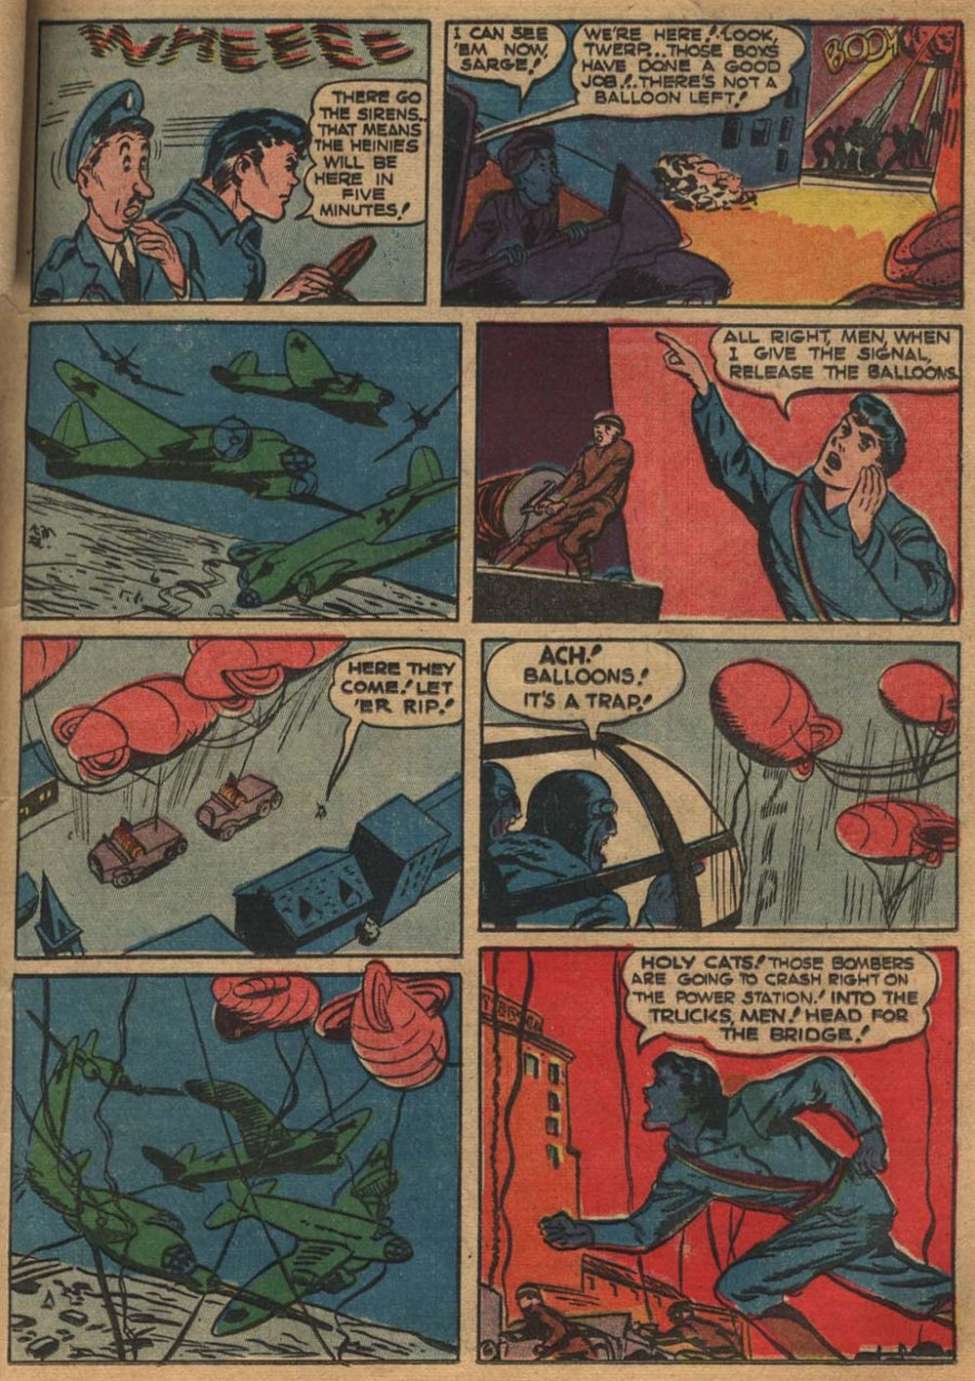 WHEEEE
THERE GO
THE SIRENS..
THAT MEANS
THE HEINIES
WILL BE
HERE IN
FIVE
MINUTES!
I CAN SEE
'EM NOW,
SARGE!
WE'RE HERE! LOOK,
TWERP... THOSE BOYS
HAVE DONE A GOOD
JOB!.. THERE'S NOT A
BALLOON LEFT!
BOOM
ALL RIGHT, MEN, WHEN
I GIVE THE SIGNAL,
RELEASE THE BALLOONS.
HERE THEY
COME! LET
'ER RIP!
ACH!
BALLOONS!
IT'S A TRAP!
HOLY CATS! THOSE BOMBERS
ARE GOING TO CRASH RIGHT ON
THE POWER STATION! INTO THE
TRUCKS, MEN! HEAD FOR
THE BRIDGE!